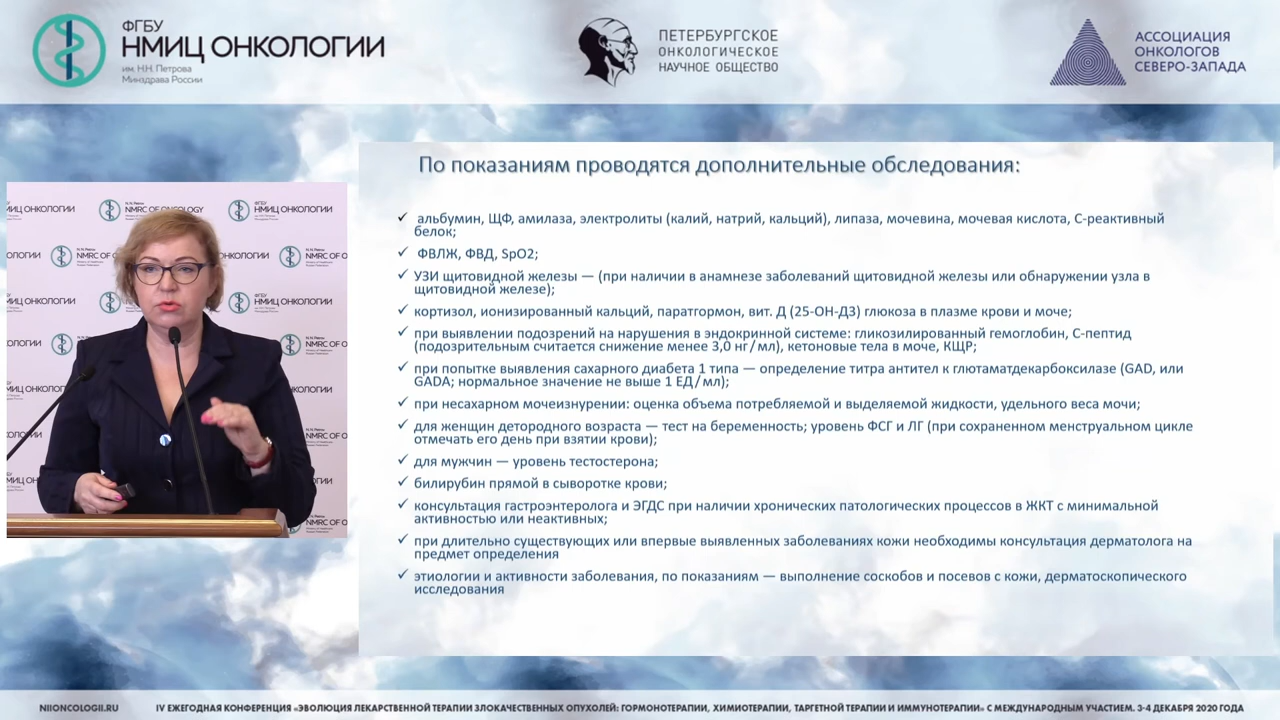 ФГБУ
НМИЦ ОНКОЛОГИИ
им. Н.Н. Петрова
Минздрава России
ПЕТЕРБУРГСКОЕ
ОНКОЛОГИЧЕСКОЕ
НАУЧНОЕ ОБЩЕСТВО
АССОЦИАЦИЯ
ОНКОЛОГОВ
СЕВЕРО-ЗАПАДА
По показаниям проводятся дополнительные обследования:
альбумин, ЩФ, амилаза, электролиты (калий, натрий, кальций), липаза, мочевина, мочевая кислота, С-реактивный
белок;
ФВЛЖ, ФВД, SpO2;
УЗИ щитовидной железы — (при наличии в анамнезе заболеваний щитовидной железы или обнаружении узла в
щитовидной железе);
кортизол, ионизированный кальций, паратгормон, вит. Д (25-ОН-Д3) глюкоза в плазме крови и моче;
при выявлении подозрений на нарушения в эндокринной системе: гликозилированный гемоглобин, С-пептид
(подозрительным считается снижение менее 3,0 нг/мл), кетоновые тела в моче, КЩР;
при попытке выявления сахарного диабета 1 типа — определение титра антител к глютаматдекарбоксилазе (GAD, или
GADA; нормальное значение не выше 1 ЕД/мл);
при несахарном мочеизнурении: оценка объема потребляемой и выделяемой жидкости, удельного веса мочи;
для женщин детородного возраста — тест на беременность; уровень ФСГ и ЛГ (при сохраненном менструальном цикле
отмечать его день при взятии крови);
для мужчин — уровень тестостерона;
билирубин прямой в сыворотке крови;
консультация гастроэнтеролога и ЭГДС при наличии хронических патологических процессов в ЖКТ с минимальной
активностью или неактивных;
при длительно существующих или впервые выявленных заболеваниях кожи необходимы консультация дерматолога на
предмет определения
этиологии и активности заболевания, по показаниям — выполнение соскобов и посевов с кожи, дерматоскопического
исследования
NIIONCOLOGII.RU
IV ЕЖЕГОДНАЯ КОНФЕРЕНЦИЯ «ЭВОЛЮЦИЯ ЛЕКАРСТВЕННОЙ ТЕРАПИИ ЗЛОКАЧЕСТВЕННЫХ ОПУХОЛЕЙ: ГОРМОНОТЕРАПИИ, ХИМИОТЕРАПИИ, ТАРГЕТНОЙ ТЕРАПИИ И ИММУНОТЕРАПИИ» С МЕЖДУНАРОДНЫМ УЧАСТИЕМ. 3-4 ДЕКАБРЯ 2020 ГОДА